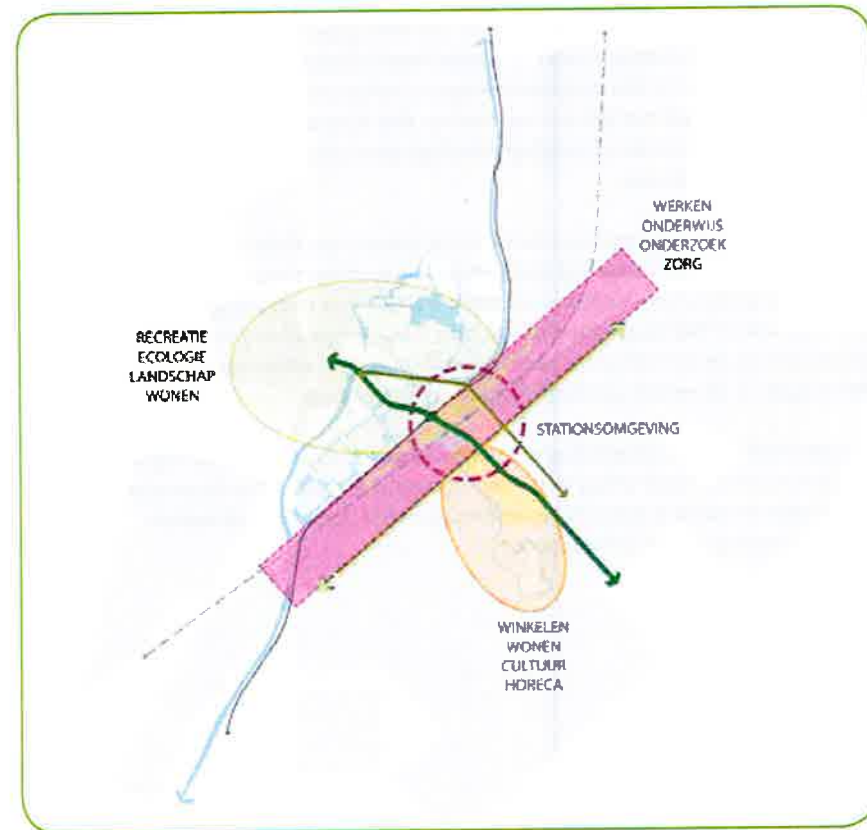 WERKEN
ONDERWIJS
ONDERZOEK
ZORG
RECREATIE
ECOLOGIE
LANDSCHAP
WONEN
STATIONSOMGEVING
WINKELEN
WONEN
CULTUUR
HORECA